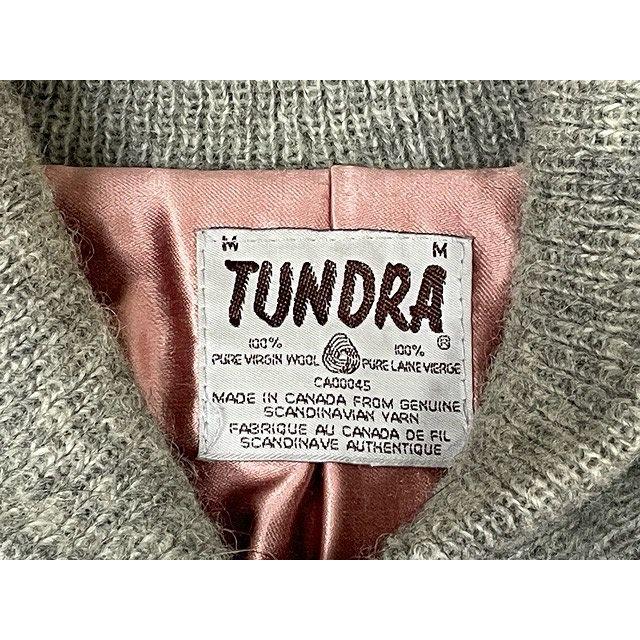 M M
TUNDRA®
100% 100%
PURE VIRGIN WOOL PURE LAINE VIERGE
CA00045
MADE IN CANADA FROM GENUINE
SCANDINAVIAN YARN
FABRIQUE AU CANADA DE FIL
SCANDINAVE AUTHENTIQUE